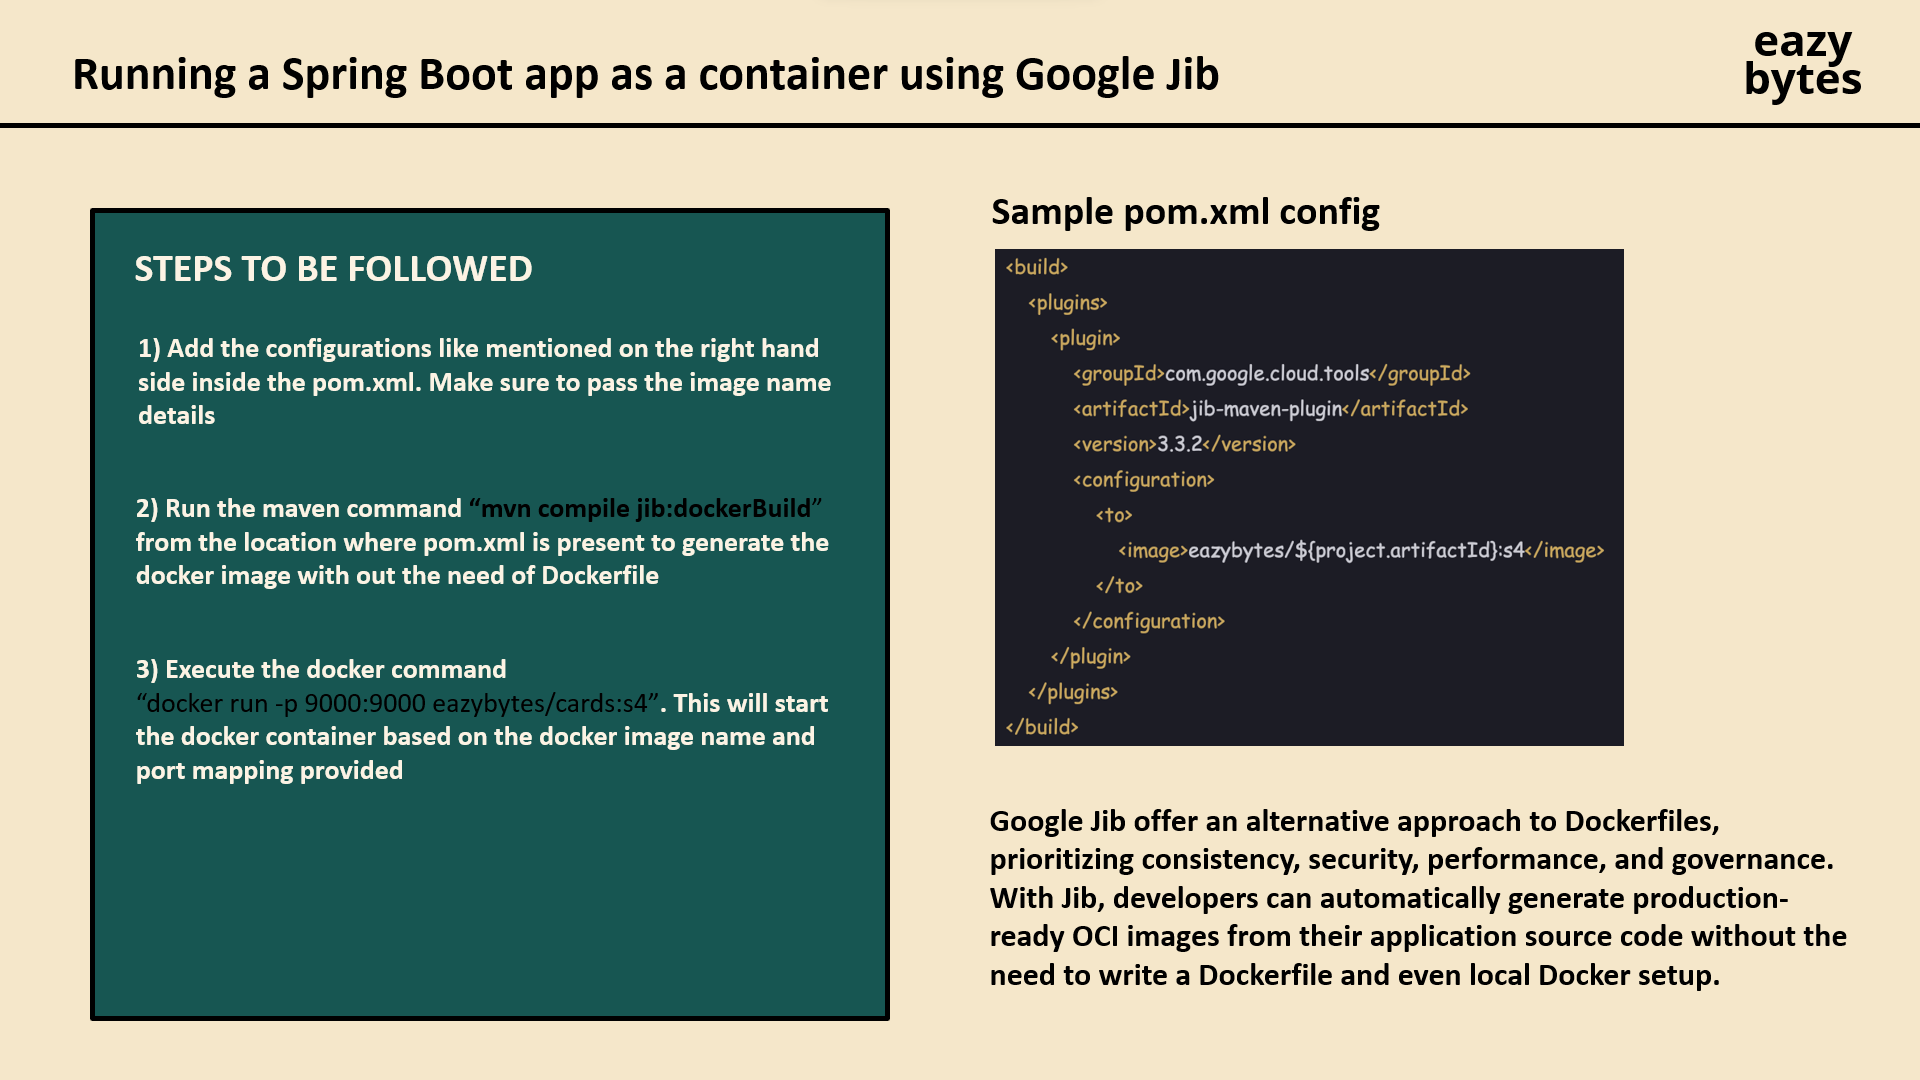 Running a Spring Boot app as a container using Google Jib
eazy
bytes
STEPS TO BE FOLLOWED
1) Add the configurations like mentioned on the right hand
side inside the pom.xml. Make sure to pass the image name
details
2) Run the maven command “mvn compile jib:dockerBuild”
from the location where pom.xml is present to generate the
docker image with out the need of Dockerfile
3) Execute the docker command
“docker run -p 9000:9000 eazybytes/cards:s4”. This will start
the docker container based on the docker image name and
port mapping provided
Sample pom.xml config
<build>
<plugins>
<plugin>
<groupId>com.google.cloud.tools</groupId>
<artifactId>jib-maven-plugin</artifactId>
<version>3.3.2</version>
<configuration>
<to>
<image>eazybytes/${project.artifactId}:s4</image>
</to>
</configuration>
</plugin>
</plugins>
</build>
Google Jib offer an alternative approach to Dockerfiles,
prioritizing consistency, security, performance, and governance.
With Jib, developers can automatically generate production-
ready OCI images from their application source code without the
need to write a Dockerfile and even local Docker setup.